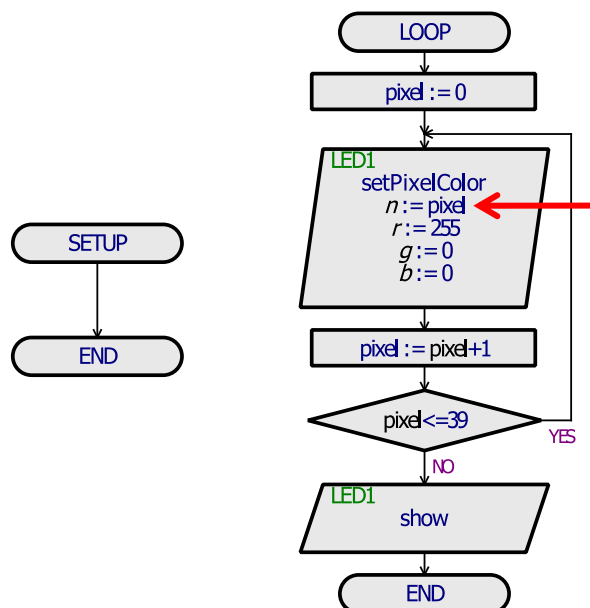 SETUP
END
LOOP
pixel := 0
LED1
setPixelColor
n := pixel
r := 255
g := 0
b := 0
pixel := pixel+1
pixel<=39
YES
NO
LED1
show
END